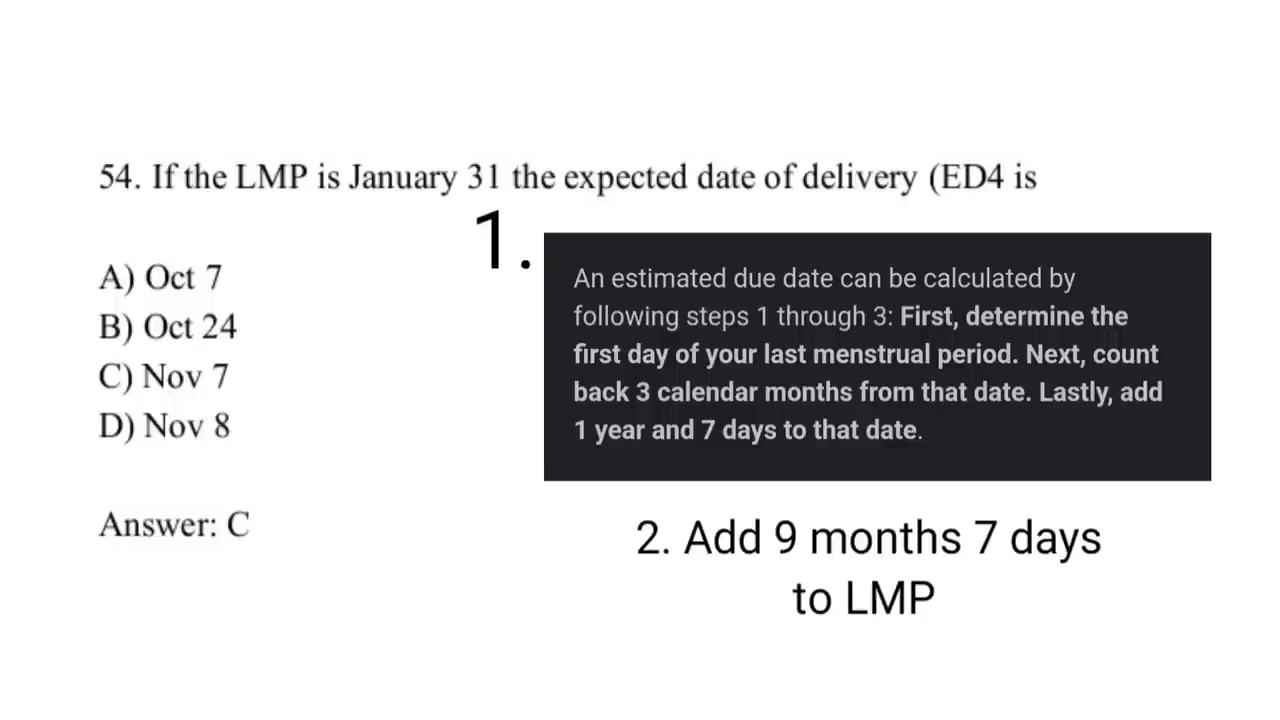 54. If the LMP is January 31 the expected date of delivery (ED4 is
A) Oct 7
B) Oct 24
C) Nov 7
D) Nov 8
Answer: C
1.
An estimated due date can be calculated by
following steps 1 through 3: First, determine the
first day of your last menstrual period. Next, count
back 3 calendar months from that date. Lastly, add
1 year and 7 days to that date.
2. Add 9 months 7 days
to LMP